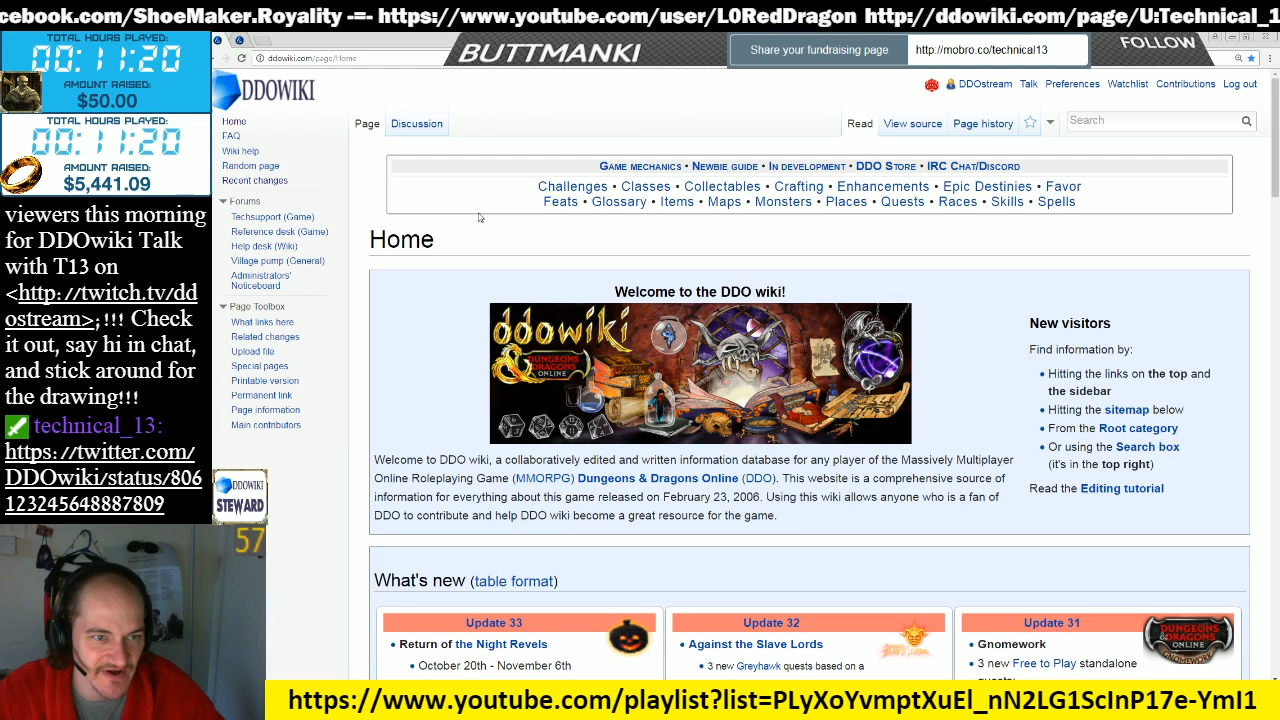 cebook.com/ShoeMaker.Royality -=- https://www.youtube.com/user/L0RedDragon http://ddowiki.com/page/U:Technical_1
TOTAL HOURS PLAYED:
00:11:20
AMOUNT RAISED:
$50.00
TOTAL HOURS PLAYED:
00:11:20
AMOUNT RAISED:
$5,441.09
viewers this morning
for DDOwiki Talk
with T13 on
<http://twitch.tv/dd
ostream>;!!! Check
it out, say hi in chat,
and stick around for
the drawing!!!
technical_13:
https://twitter.com/
DDOwiki/status/806
123245648887809
57
BUTTMANKI
Share your fundraising page
http://mobro.co/technical13
FOLLOW
ddowiki.com/page/Home
DDOWIKI
DDOstream Talk Preferences Watchlist Contributions Log out
Home
FAQ
Wiki help
Random page
Recent changes
Forums
Techsupport (Game)
Reference desk (Game)
Help desk (Wiki)
Village pump (General)
Administrators'
Noticeboard
Page Toolbox
What links here
Related changes
Upload file
Special pages
Printable version
Permanent link
Page information
Main contributors
DDOWIKI
STEWARD
Page Discussion
Read View source Page history
Search
Game mechanics • Newbie guide • In development • DDO Store • IRC Chat/Discord
Challenges • Classes • Collectables • Crafting • Enhancements • Epic Destinies • Favor
Feats • Glossary • Items • Maps • Monsters • Places • Quests • Races • Skills • Spells
Home
Welcome to the DDO wiki!
ddowiki
DUNGEONS & DRAGONS
ONLINE
Welcome to DDO wiki, a collaboratively edited and written information database for any player of the Massively Multiplayer
Online Roleplaying Game (MMORPG) Dungeons & Dragons Online (DDO). This website is a comprehensive source of
information for everything about this game released on February 23, 2006. Using this wiki allows anyone who is a fan of
DDO to contribute and help DDO wiki become a great resource for the game.
New visitors
Find information by:
• Hitting the links on the top and
the sidebar
• Hitting the sitemap below
• From the Root category
• Or using the Search box
(it's in the top right)
Read the Editing tutorial
What's new (table format)
Update 33
• Return of the Night Revels
• October 20th - November 6th
Update 32
• Against the Slave Lords
• 3 new Greyhawk quests based on a
Update 31
• Gnomework
• 3 new Free to Play standalone
DUNGEONS & DRAGONS
ONLINE
https://www.youtube.com/playlist?list=PLyXoYvmptXuEl_nN2LG1ScInP17e-YmI1